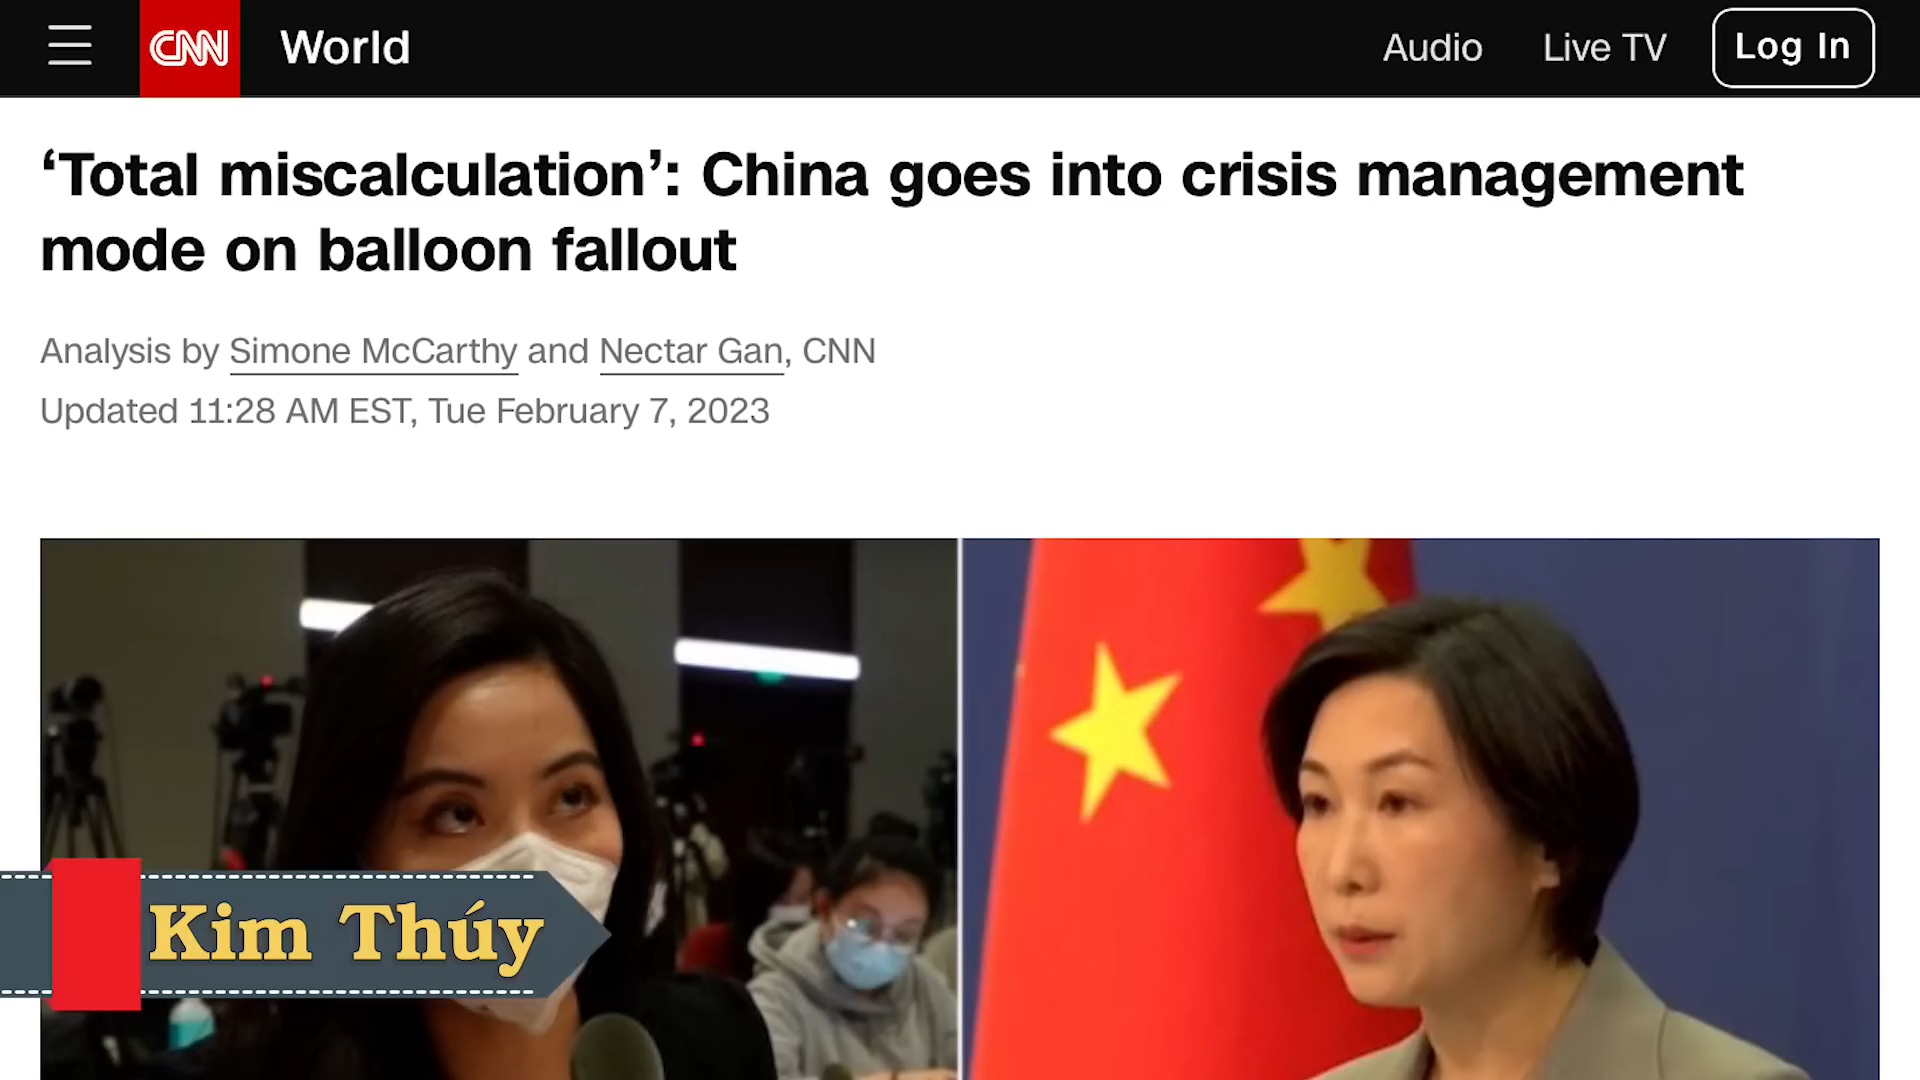 CNN World Audio Live TV Log In
‘Total miscalculation’: China goes into crisis management
mode on balloon fallout
Analysis by Simone McCarthy and Nectar Gan, CNN
Updated 11:28 AM EST, Tue February 7, 2023
Kim Thúy